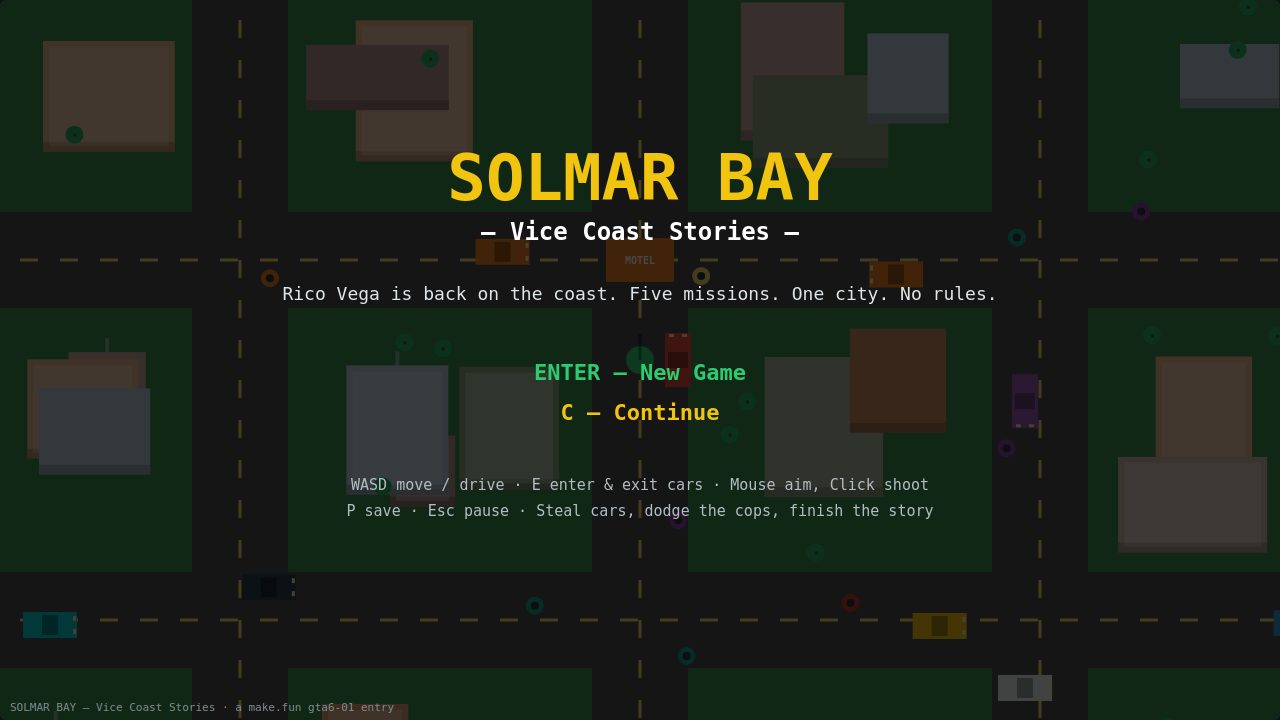 SOLMAR BAY
— Vice Coast Stories —
MOTEL
Rico Vega is back on the coast. Five missions. One city. No rules.
ENTER — New Game
C — Continue
WASD move / drive · E enter & exit cars · Mouse aim, Click shoot
P save · Esc pause · Steal cars, dodge the cops, finish the story
SOLMAR BAY — Vice Coast Stories · a make.fun gta6-01 entry